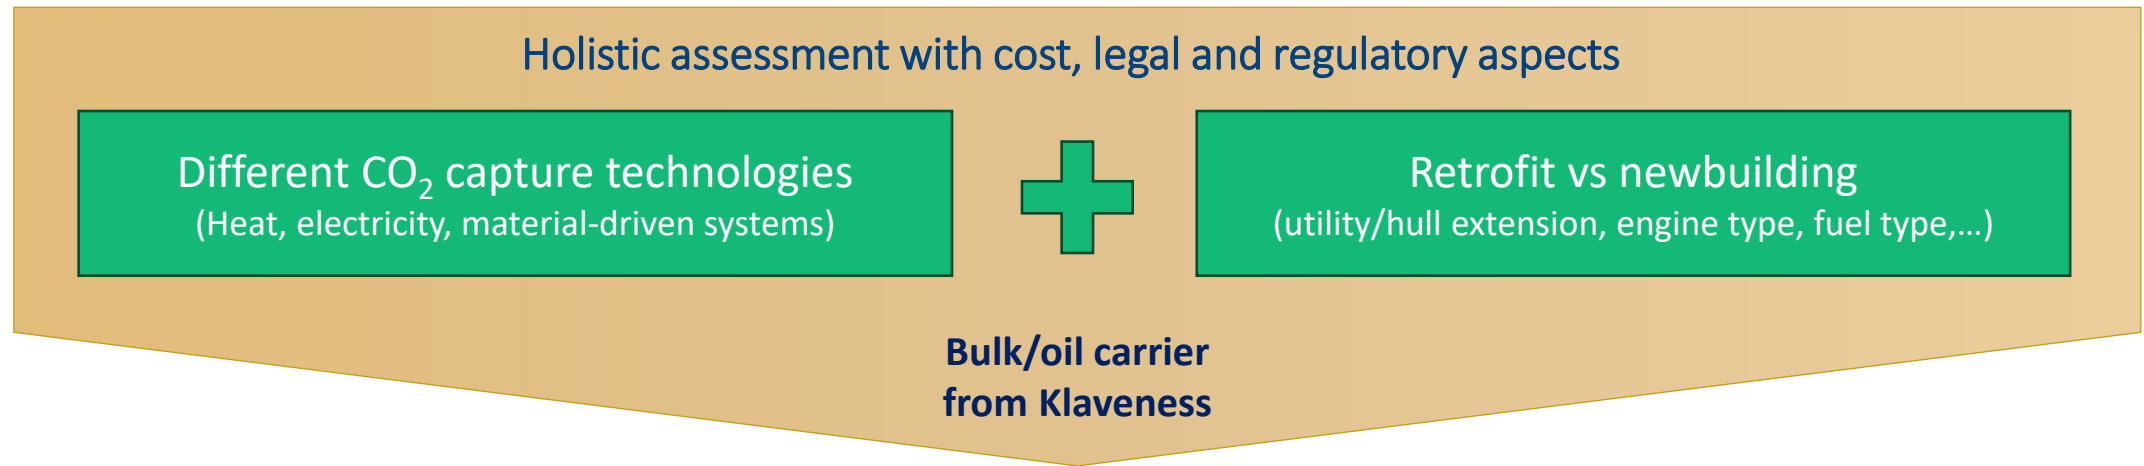 Holistic assessment with cost, legal and regulatory aspects
Different CO₂ capture technologies
(Heat, electricity, material-driven systems)
Retrofit vs newbuilding
(utility/hull extension, engine type, fuel type,...)
Bulk/oil carrier
from Klaveness